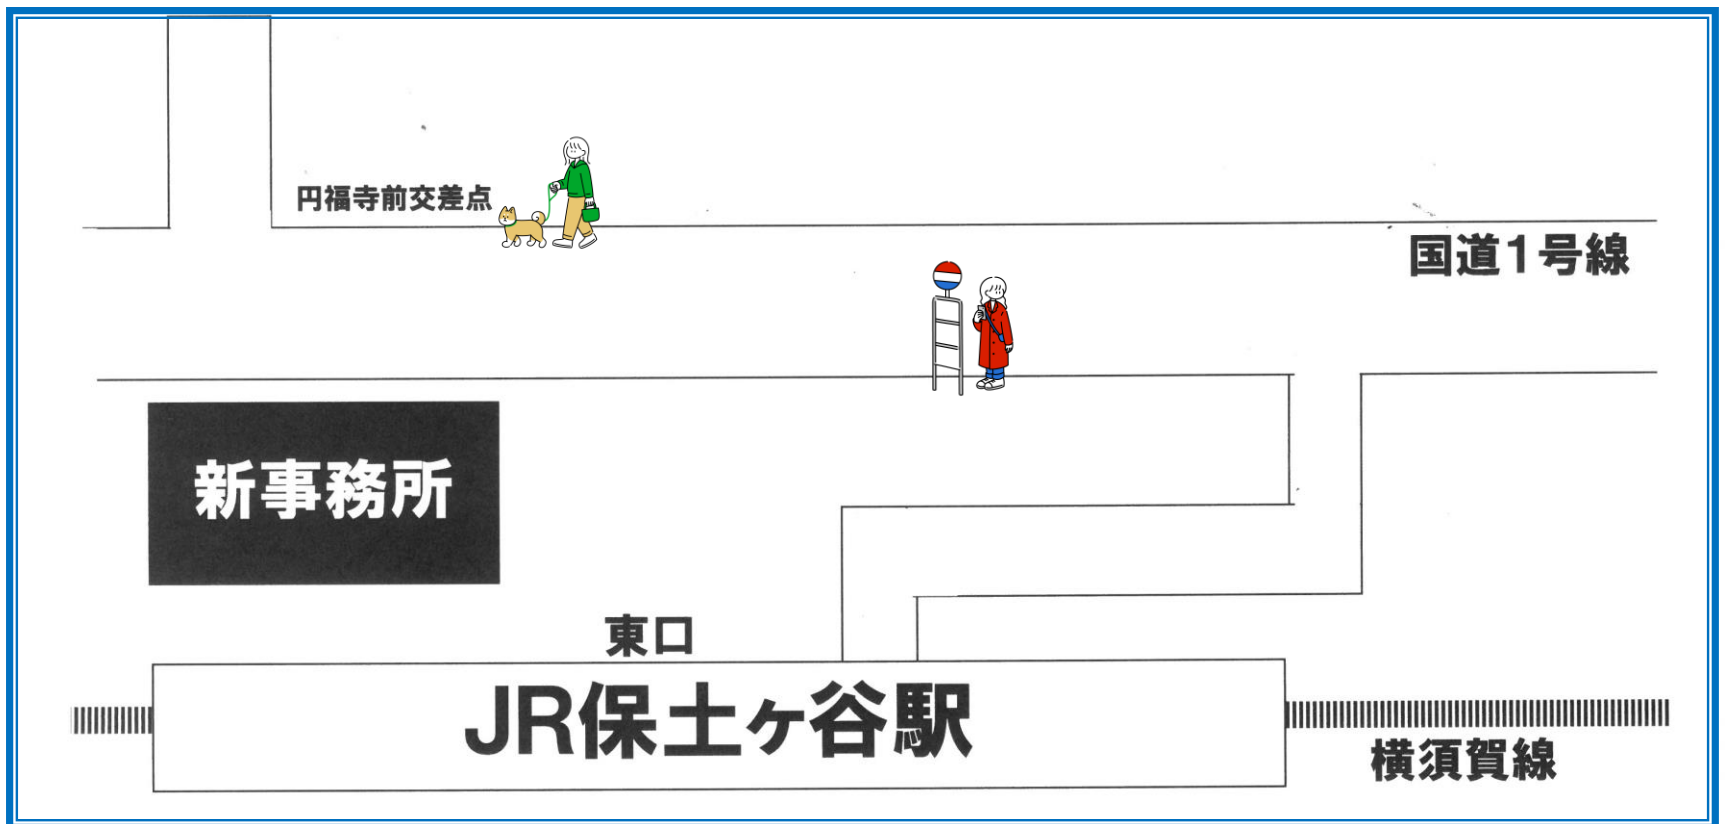 円福寺前交差点
国道1号線
新事務所
東口
JR保土ヶ谷駅
横須賀線